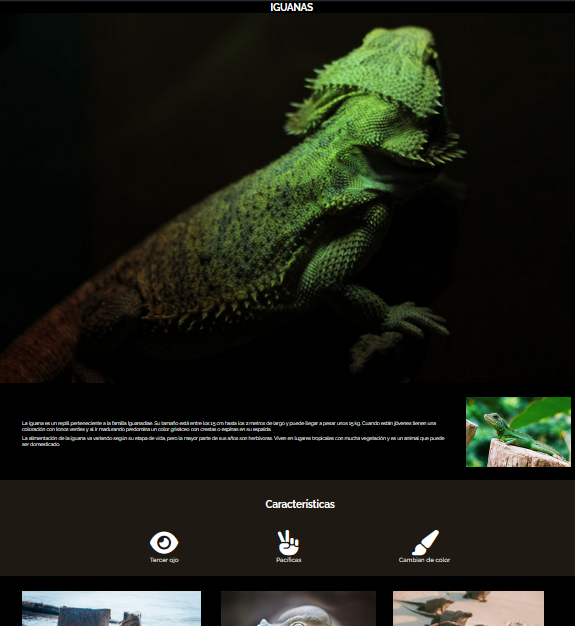 IGUANAS
La iguana es un reptil perteneciente a la familia Iguanidae. Su tamaño está entre los 15 cm hasta los 2 metros de largo y puede llegar a pesar unos 15 kg. Cuando están jóvenes tienen una
coloración con tonos verdes y al ir madurando predomina un color grisáceo con crestas o espinas en su espalda.
La alimentación de la iguana va variando según su etapa de vida, pero la mayor parte de sus años son herbívoras. Viven en lugares tropicales con mucha vegetación y es un animal que puede
ser domesticado.
Características
Tercer ojo
Pacíficas
Cambian de color